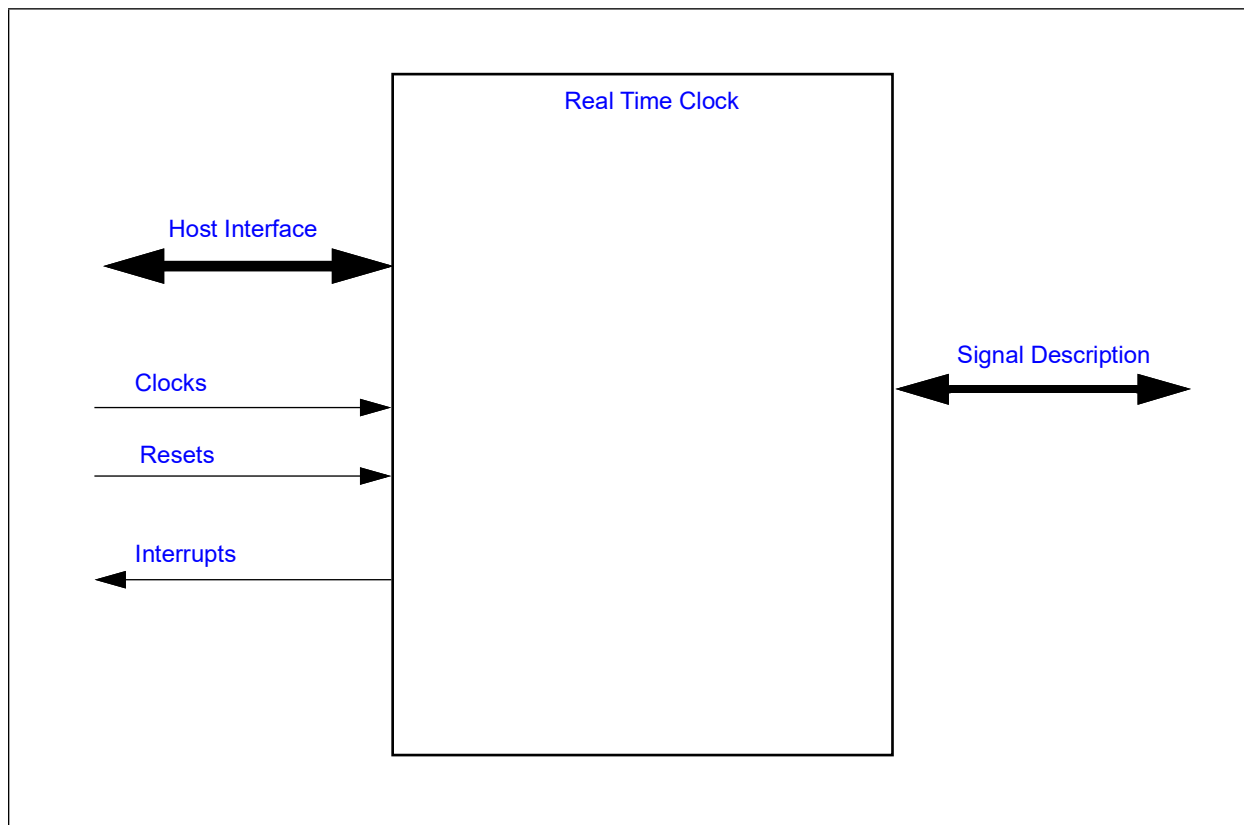 Real Time Clock
Host Interface
Signal Description
Clocks
Resets
Interrupts